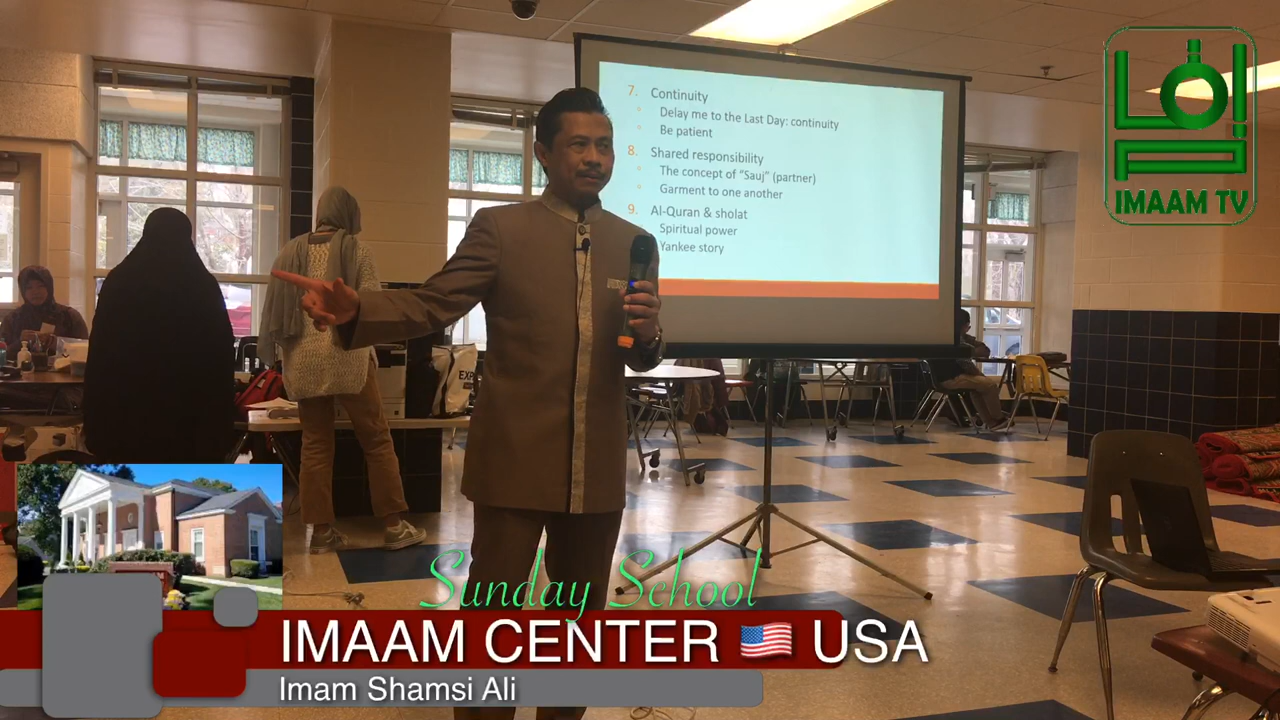 7. Continuity
Delay me to the Last Day: continuity
Be patient
8. Shared responsibility
The concept of "Sauj" (partner)
Garment to one another
9. Al-Quran & sholat
Spiritual power
Yankee story
IMAAM TV
EXP
Sunday School
IMAAM CENTER 🇺🇸 USA
Imam Shamsi Ali